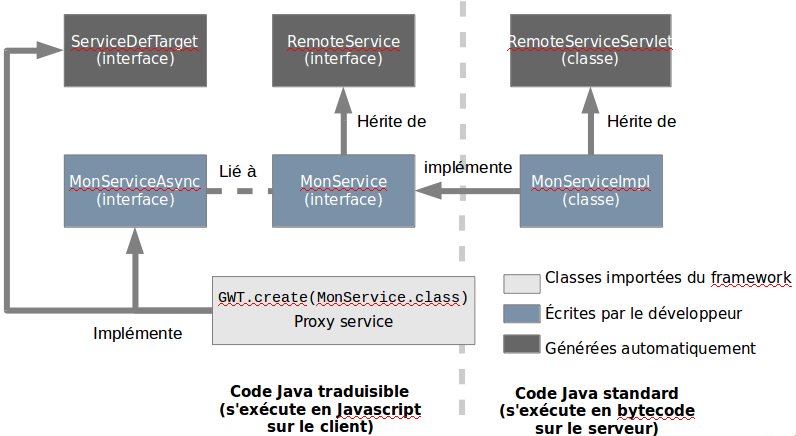 ServiceDefTarget
(interface)
RemoteService
(interface)
RemoteServiceServlet
(classe)
Hérite de
Hérite de
MonServiceAsync
(interface)
Lié à
MonService
(interface)
implémente
MonServiceImpl
(classe)
GWT.create(MonService.class)
Proxy service
Implémente
Classes importées du framework
Écrites par le développeur
Générées automatiquement
Code Java traduisible
(s'exécute en Javascript
sur le client)
Code Java standard
(s'exécute en bytecode
sur le serveur)